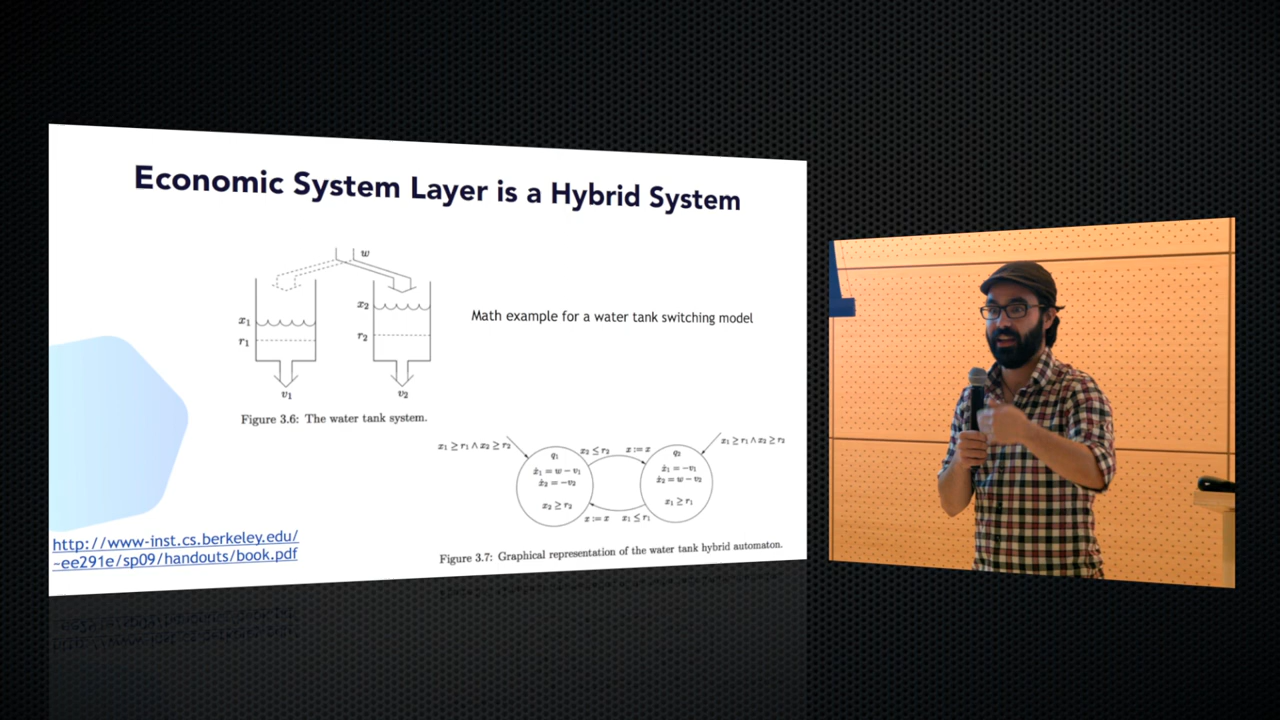 Economic System Layer is a Hybrid System
w
x₂
x₁
r₂
r₁
v₁
v₂
Math example for a water tank switching model
Figure 3.6: The water tank system.
x₁ ≥ r₁ ∧ x₂ ≥ r₂
x₁ ≥ r₁ ∧ x₂ ≥ r₂
q₁
x₂ ≤ r₂
x := x
q₂
ẋ₁ = w − v₁
ẋ₂ = −v₂
x₂ ≥ r₂
ẋ₁ = −v₁
ẋ₂ = w − v₂
x₁ ≥ r₁
x := x
x₁ ≤ r₁
http://www-inst.cs.berkeley.edu/
~ee291e/sp09/handouts/book.pdf
Figure 3.7: Graphical representation of the water tank hybrid automaton.